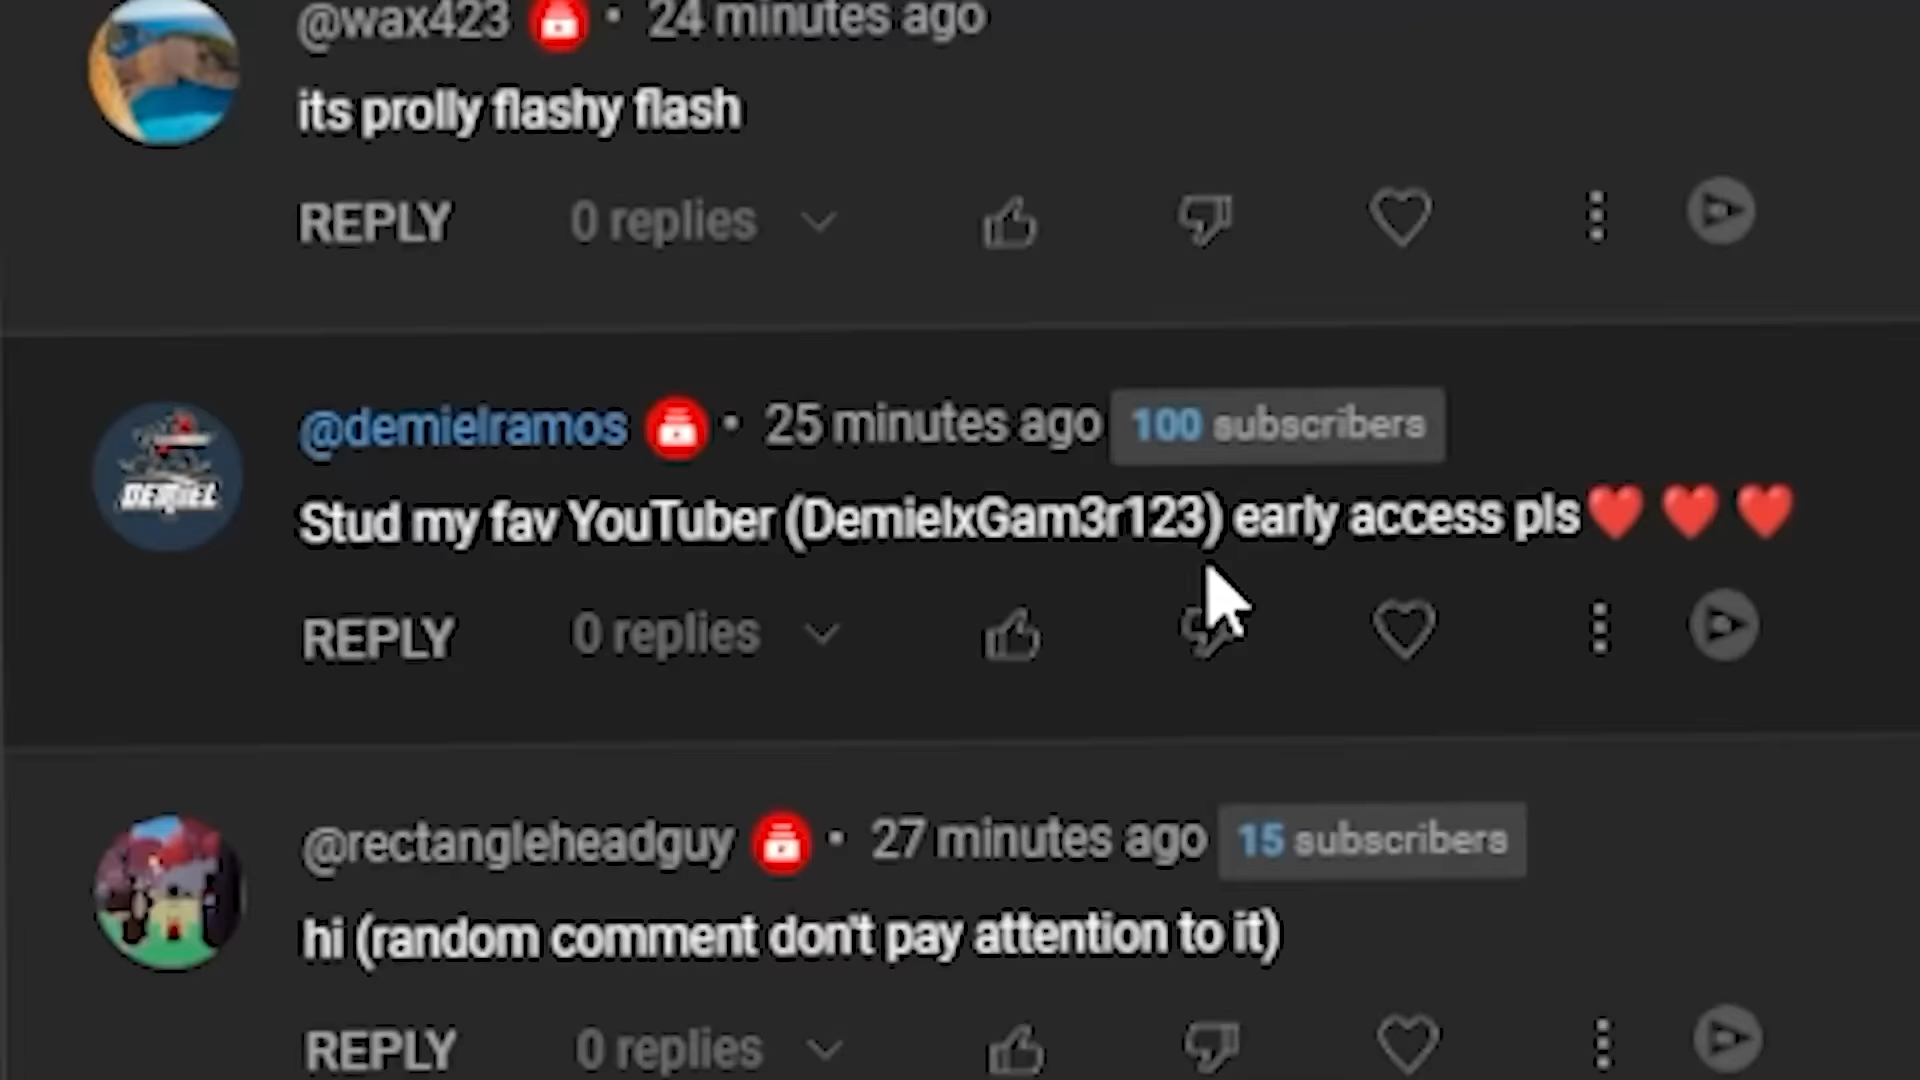 @wax423 • 24 minutes ago
its prolly flashy flash
REPLY 0 replies
@demielramos • 25 minutes ago 100 subscribers
DEMIEL
Stud my fav YouTuber (DemielxGam3r123) early access pls❤️ ❤️ ❤️
REPLY 0 replies
@rectangleheadguy • 27 minutes ago 15 subscribers
hi (random comment don't pay attention to it)
REPLY 0 replies